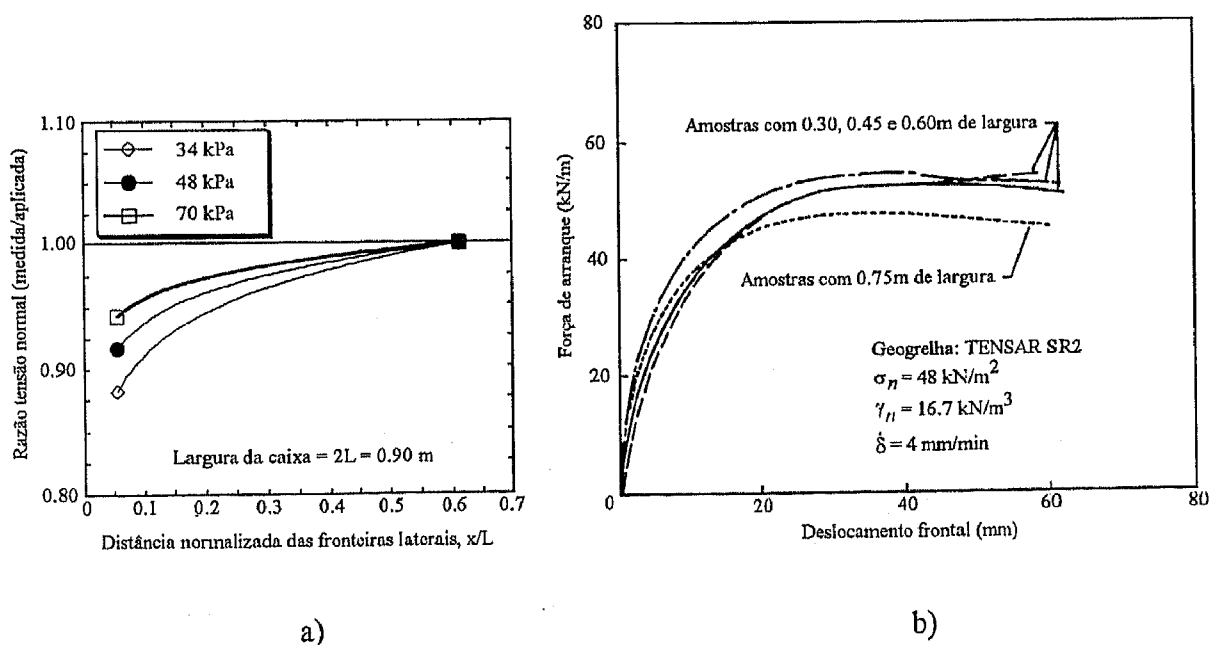 1.10
1.00
0.90
0.80
Razão tensão normal (medida/aplicada)
34 kPa
48 kPa
70 kPa
Largura da caixa = 2L = 0.90 m
0 0.1 0.2 0.3 0.4 0.5 0.6 0.7
Distância normalizada das fronteiras laterais, x/L
a)
80
60
40
20
0
Força de arranque (kN/m)
Amostras com 0.30, 0.45 e 0.60m de largura
Amostras com 0.75m de largura
Geogrelha: TENSAR SR2
σn = 48 kN/m²
γn = 16.7 kN/m³
δ̇ = 4 mm/min
0 20 40 60 80
Deslocamento frontal (mm)
b)